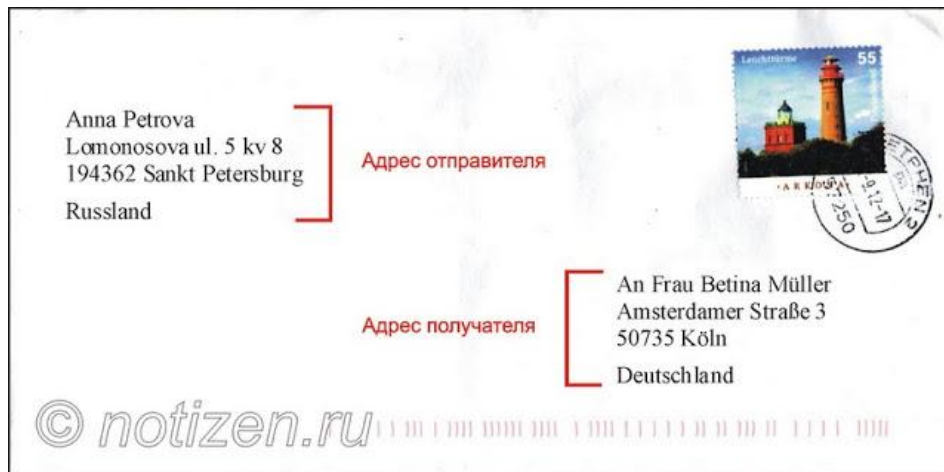 Anna Petrova
Lomonosova ul. 5 kv 8
194362 Sankt Petersburg
Russland
Адрес отправителя
Leuchttürme 55
ARKONA
An Frau Betina Müller
Amsterdamer Straße 3
50735 Köln
Deutschland
Адрес получателя
© notizen.ru